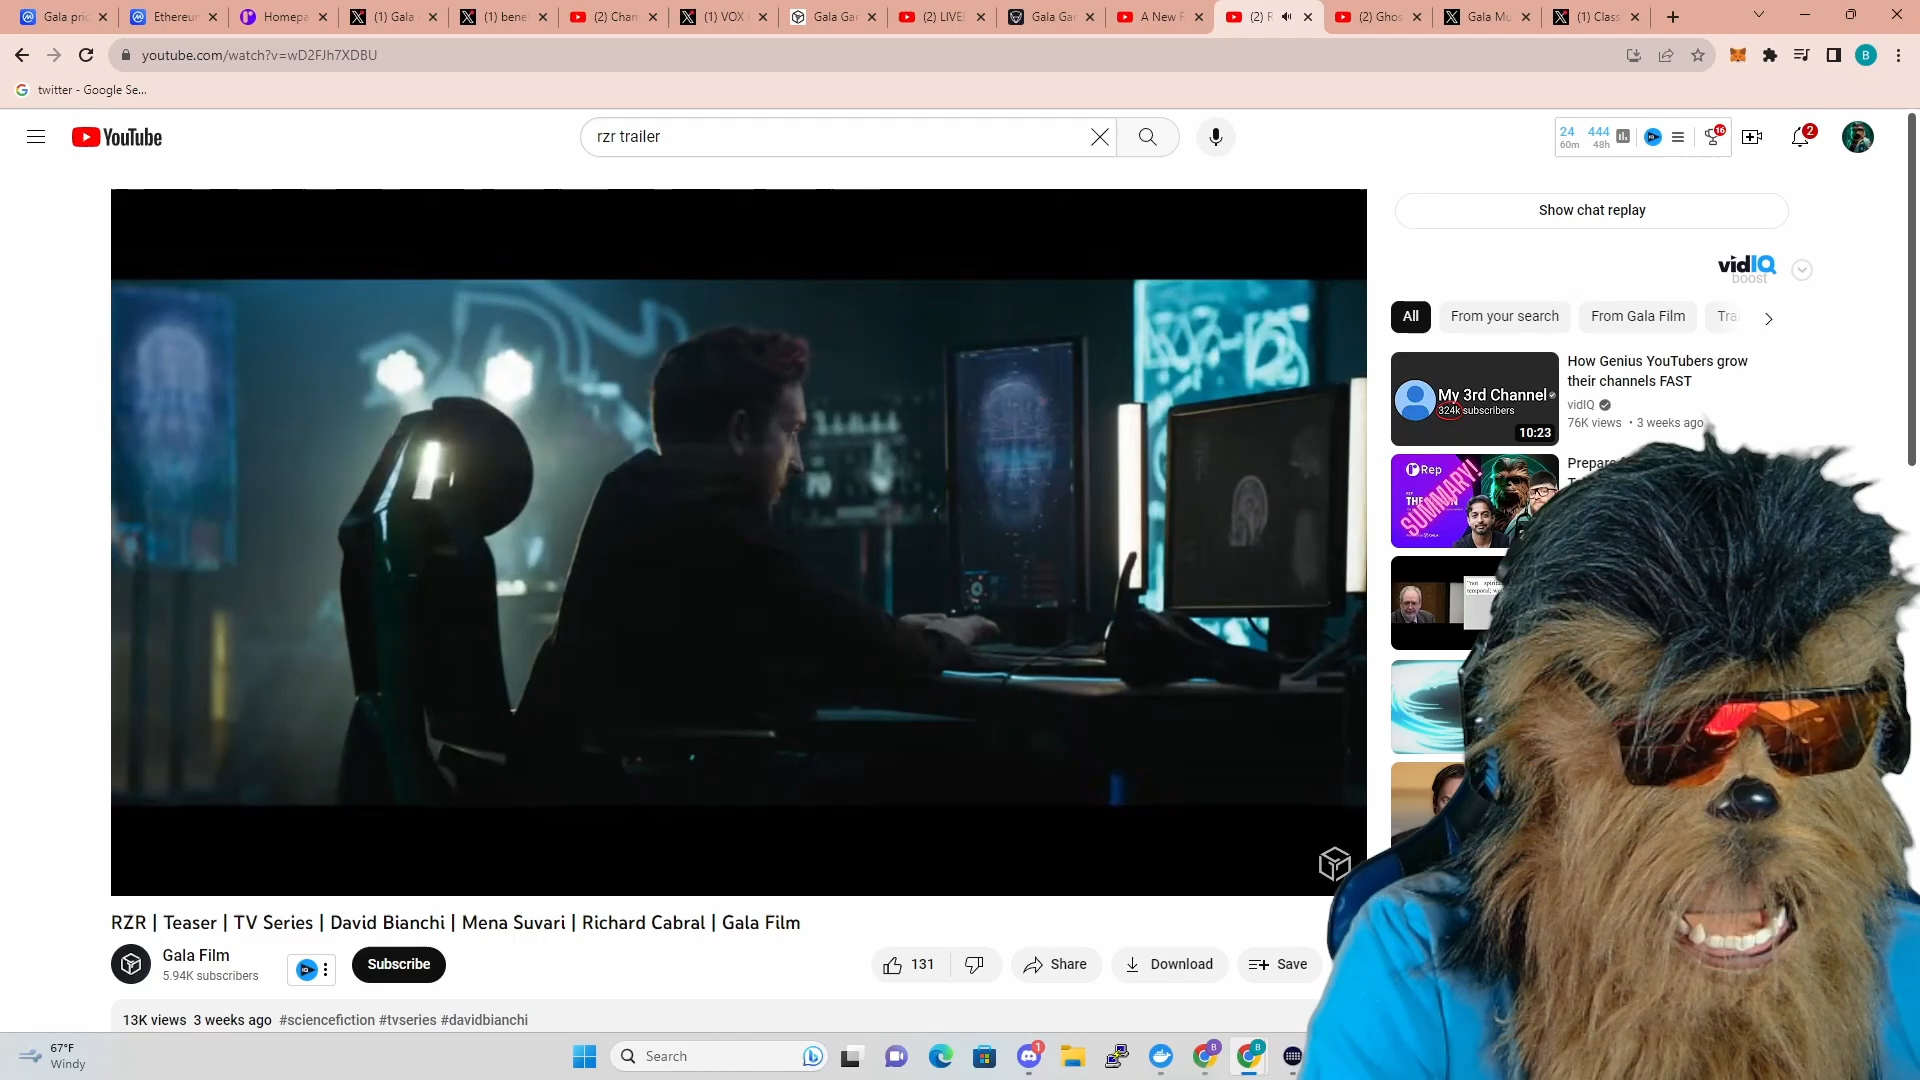 Gala pric
Ethereun
Homepa
(1) Gala
(1) bene
(2) Chan
(1) VOX
Gala Gar
(2) LIVE:
Gala Gar
A New F
(2) R
(2) Ghos
Gala Mu
(1) Class
youtube.com/watch?v=wD2FJh7XDBU
B
twitter - Google Se...
YouTube
rzr trailer
24 444
60m 48h
16
2
Show chat replay
vidIQ
boost
All
From your search
From Gala Film
Tra
How Genius YouTubers grow
their channels FAST
vidIQ
76K views • 3 weeks ago
My 3rd Channel
324k subscribers
10:23
Rep
THE
SUMMARY!
Prepare
RZR | Teaser | TV Series | David Bianchi | Mena Suvari | Richard Cabral | Gala Film
Gala Film
5.94K subscribers
Subscribe
131
Share
Download
Save
13K views 3 weeks ago #sciencefiction #tvseries #davidbianchi
67°F
Windy
Search
1
B
B